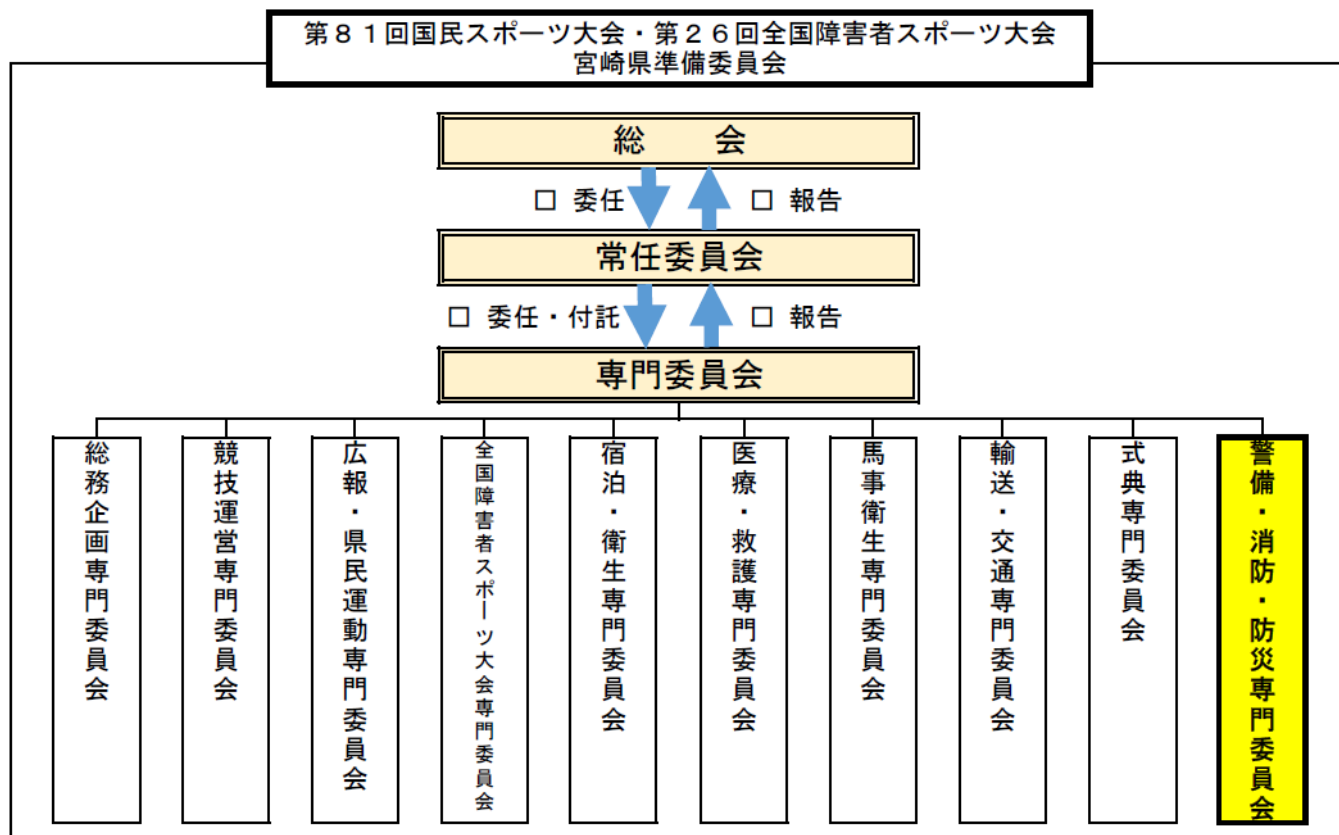 第８１回国民スポーツ大会・第２６回全国障害者スポーツ大会
宮崎県準備委員会
総　　会
□ 委任
□ 報告
常任委員会
□ 委任・付託
□ 報告
専門委員会
総務企画専門委員会
競技運営専門委員会
広報・県民運動専門委員会
全国障害者スポーツ大会専門委員会
宿泊・衛生専門委員会
医療・救護専門委員会
馬事衛生専門委員会
輸送・交通専門委員会
式典専門委員会
警備・消防・防災専門委員会